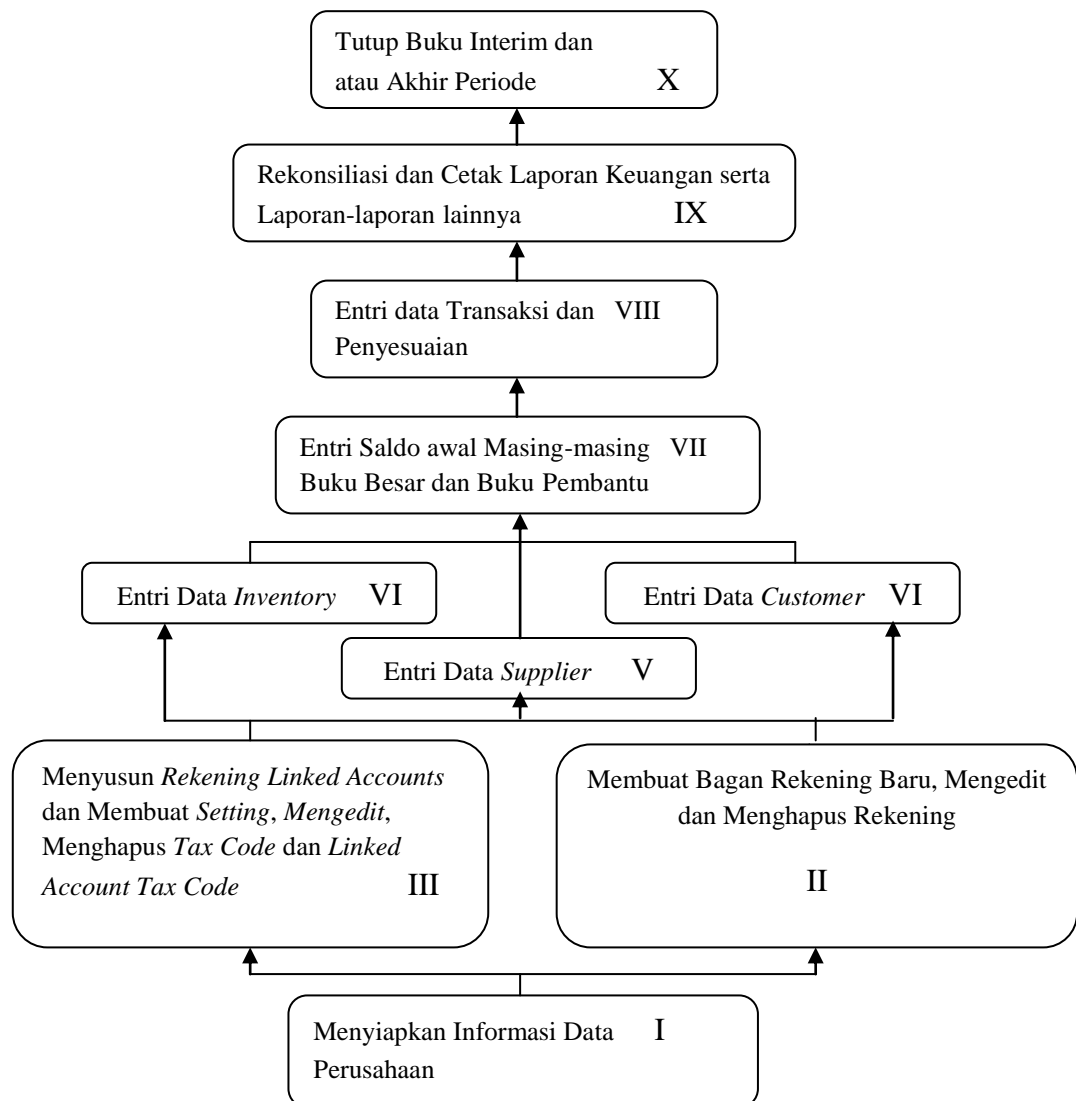 Tutup Buku Interim dan
atau Akhir Periode X
Rekonsiliasi dan Cetak Laporan Keuangan serta
Laporan-laporan lainnya IX
Entri data Transaksi dan VIII
Penyesuaian
Entri Saldo awal Masing-masing VII
Buku Besar dan Buku Pembantu
Entri Data Inventory VI
Entri Data Customer VI
Entri Data Supplier V
Menyusun Rekening Linked Accounts
dan Membuat Setting, Mengedit,
Menghapus Tax Code dan Linked
Account Tax Code III
Membuat Bagan Rekening Baru, Mengedit
dan Menghapus Rekening
II
Menyiapkan Informasi Data I
Perusahaan